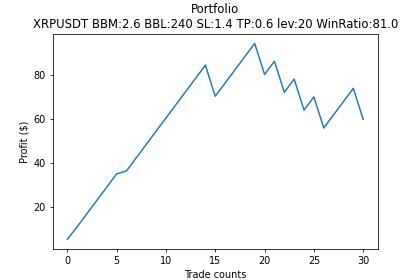 Portfolio
XRPUSDT BBM:2.6 BBL:240 SL:1.4 TP:0.6 lev:20 WinRatio:81.0
80
60
40
20
Profit ($)
0 5 10 15 20 25 30
Trade counts